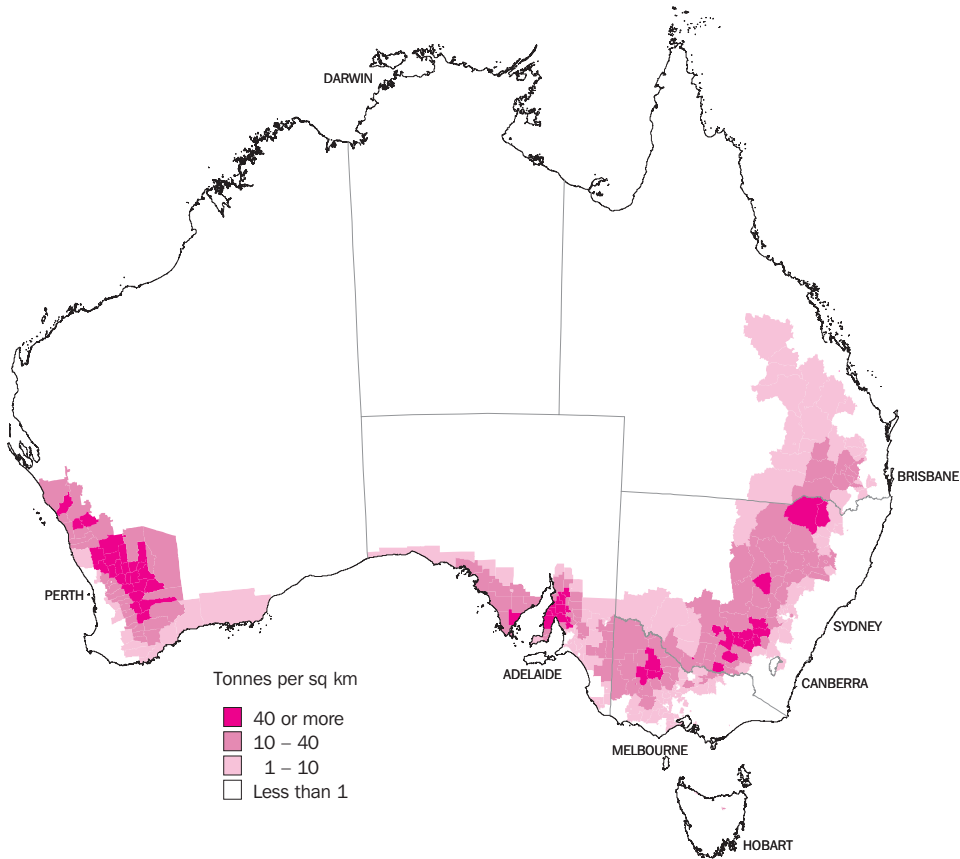 DARWIN
BRISBANE
PERTH
SYDNEY
ADELAIDE
CANBERRA
Tonnes per sq km
40 or more
10 – 40
1 – 10
MELBOURNE
Less than 1
HOBART